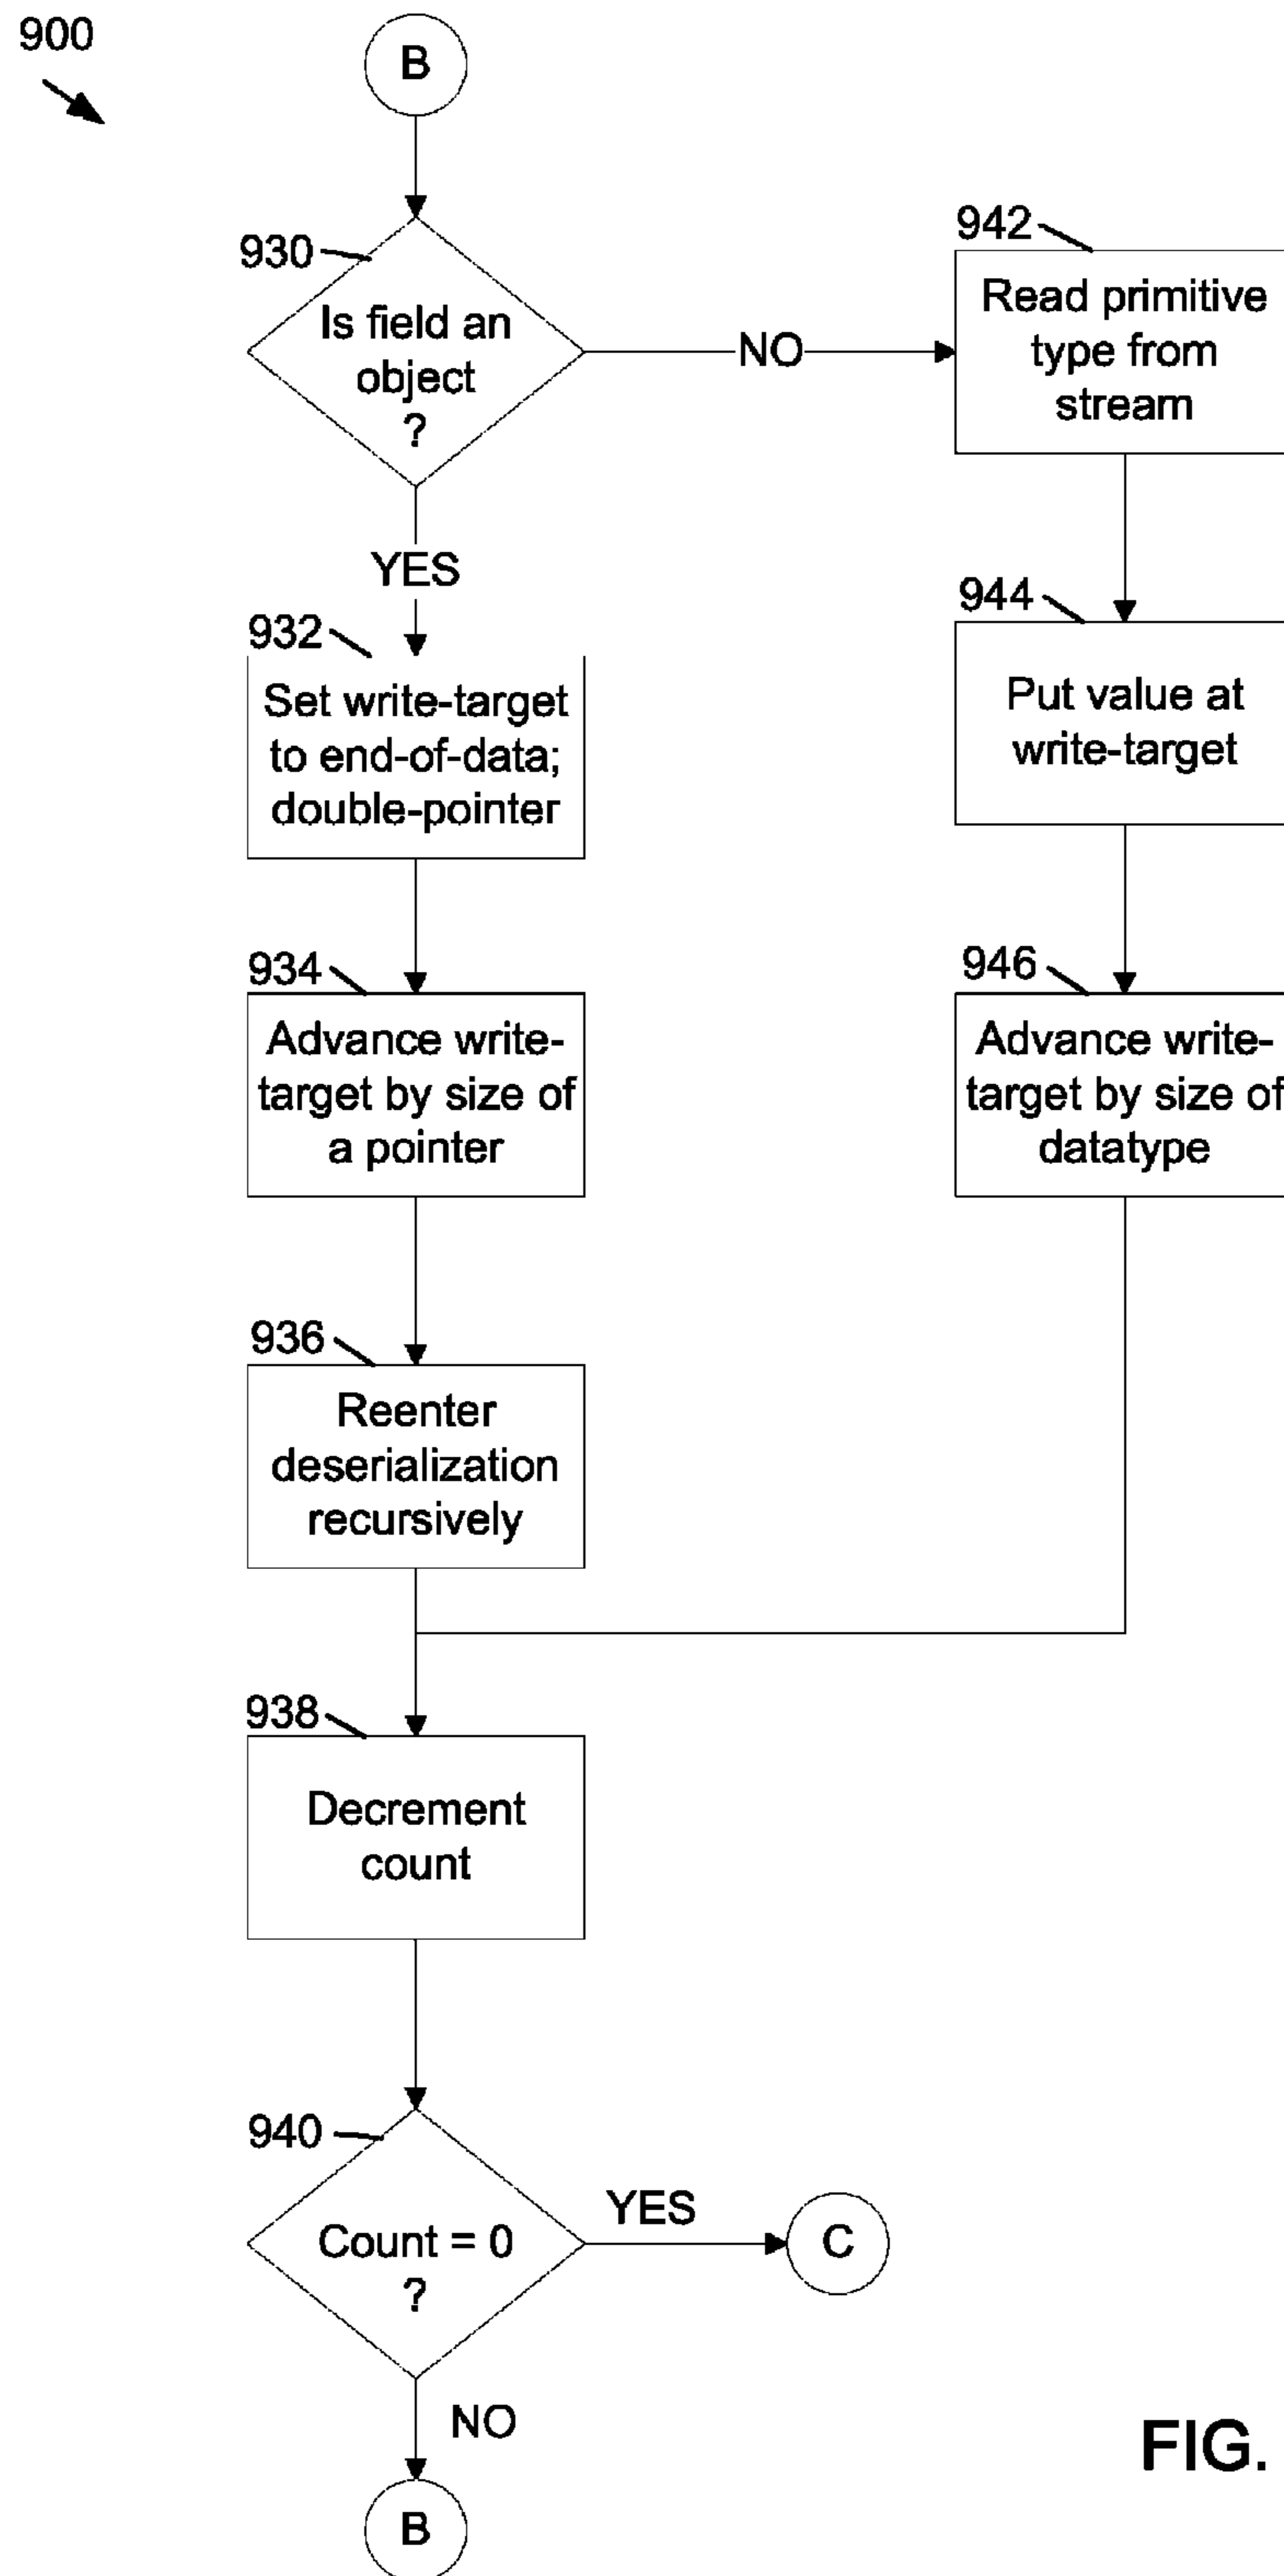 900
B
930
Is field an
object
?
NO
942
Read primitive
type from
stream
YES
932
Set write-target
to end-of-data;
double-pointer
944
Put value at
write-target
934
Advance write-
target by size of
a pointer
946
Advance write-
target by size of
datatype
936
Reenter
deserialization
recursively
938
Decrement
count
940
Count = 0
?
YES
C
NO
B
FIG.